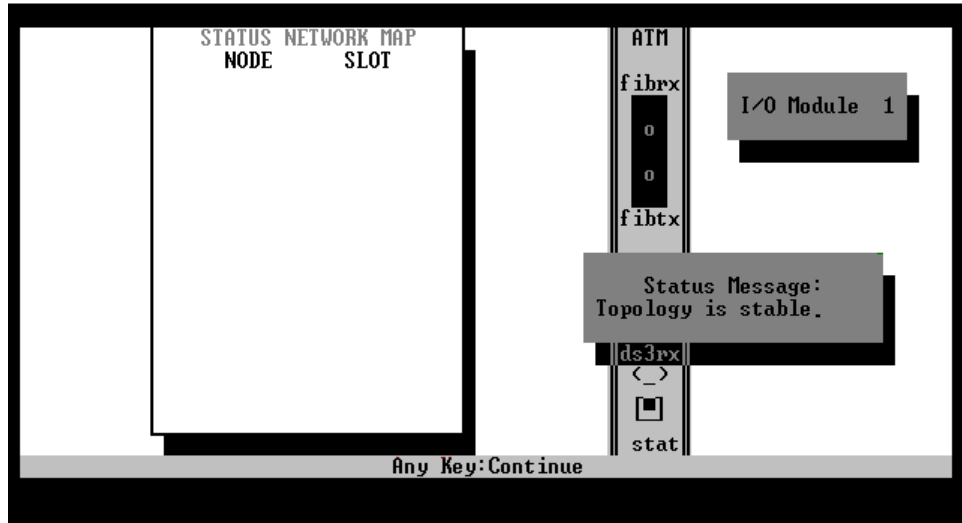 STATUS NETWORK MAP
NODE SLOT
ATM
fibrx
o
o
fibtx
I/O Module 1
Status Message:
Topology is stable.
ds3rx
(_)
stat
Any Key:Continue